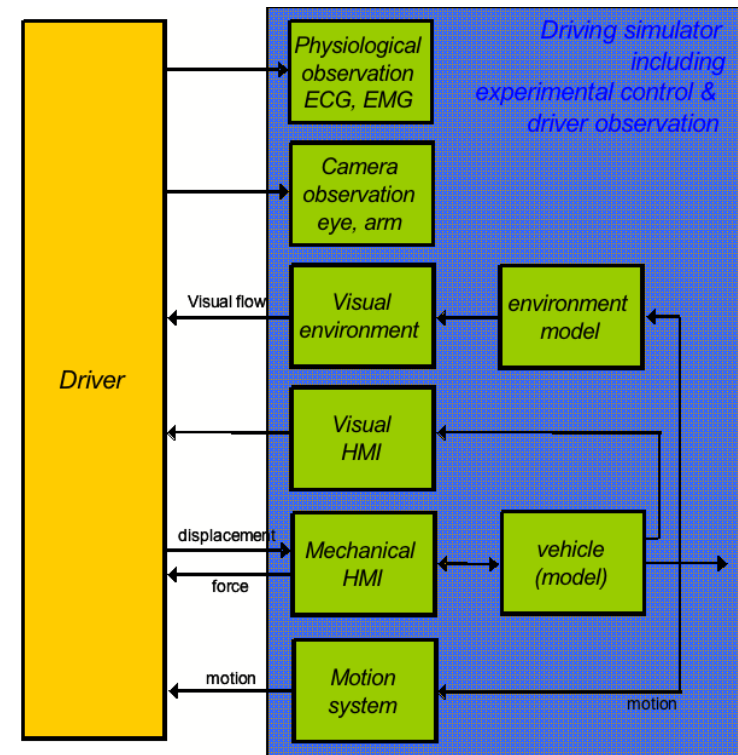 Driving simulator
including
experimental control &
driver observation
Physiological
observation
ECG, EMG
Camera
observation
eye, arm
Visual flow
Visual
environment
environment
model
Driver
Visual
HMI
displacement
Mechanical
HMI
vehicle
(model)
force
motion
Motion
system
motion